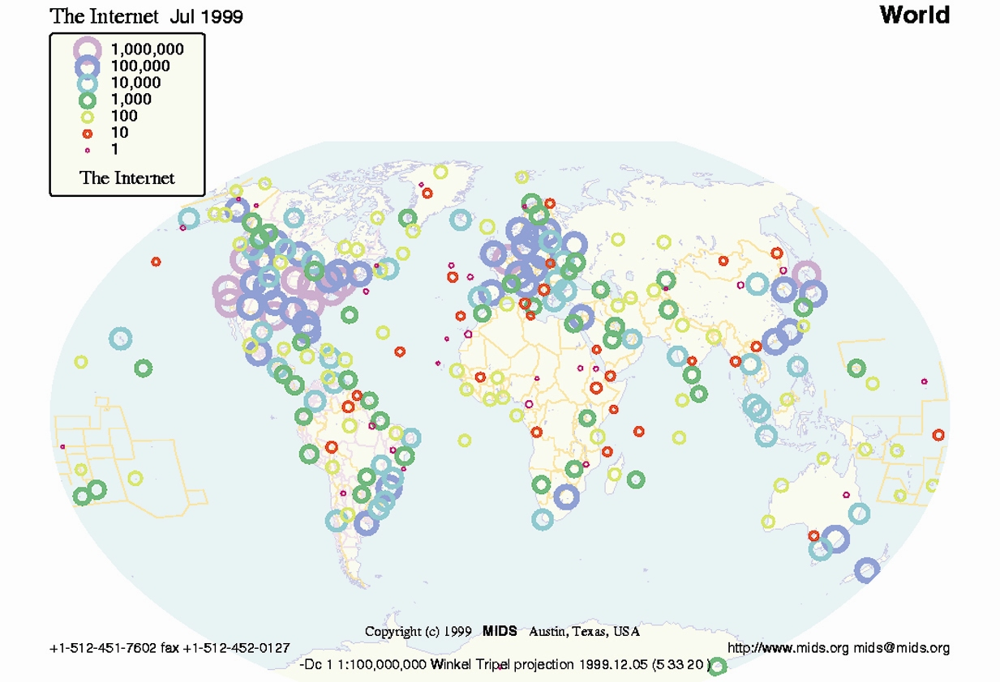 The Internet Jul 1999
World
1,000,000
100,000
10,000
1,000
100
10
1
The Internet
Copyright (c) 1999 MIDS Austin, Texas, USA
+1-512-451-7602 fax +1-512-452-0127
http://www.mids.org mids@mids.org
-Dc 1 1:100,000,000 Winkel Tripel projection 1999.12.05 (5 33 20 )